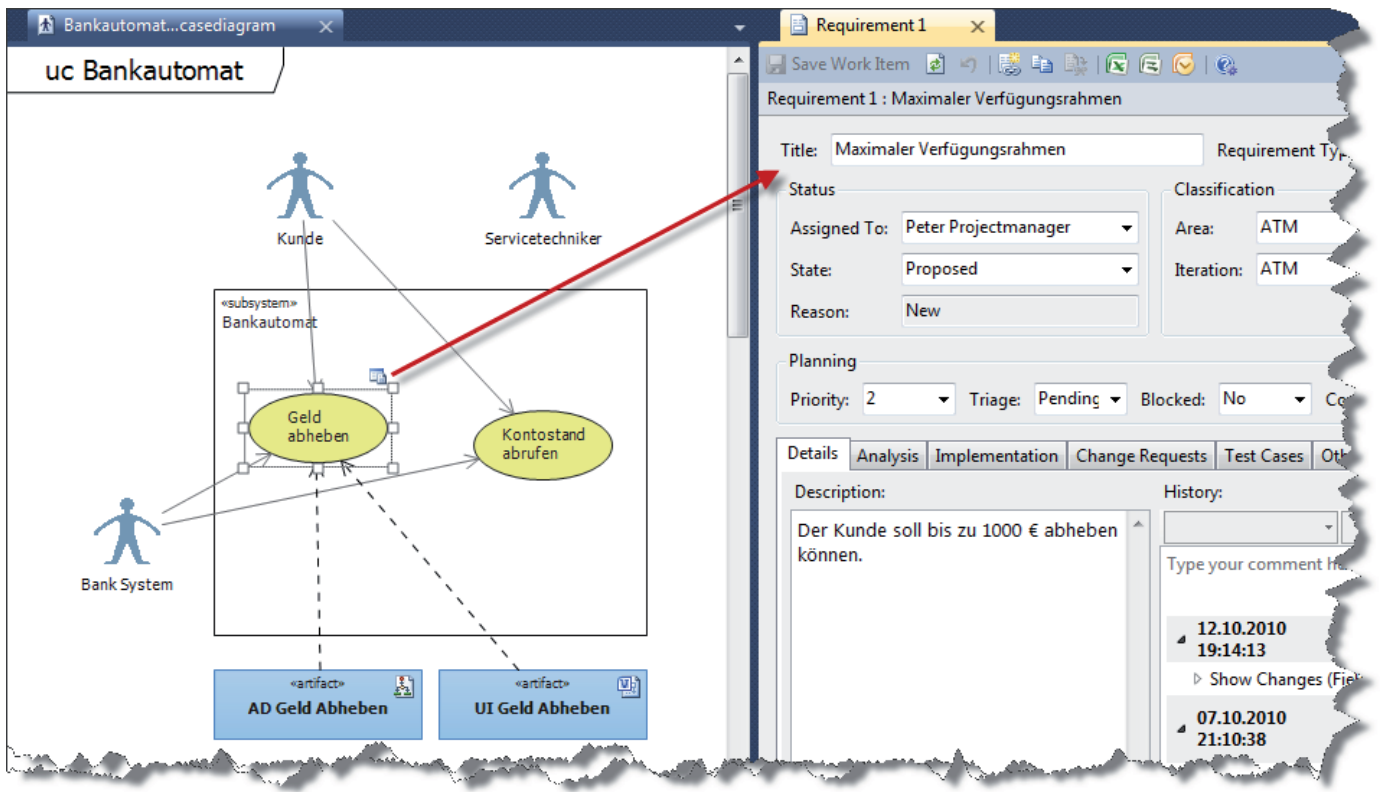 Bankautomat...casediagram
uc Bankautomat
Kunde
Servicetechniker
«subsystem»
Bankautomat
Geld
abheben
Kontostand
abrufen
Bank System
«artifact»
AD Geld Abheben
«artifact»
UI Geld Abheben
Requirement 1
Save Work Item
Requirement 1 : Maximaler Verfügungsrahmen
Title: Maximaler Verfügungsrahmen Requirement
Status
Assigned To: Peter Projectmanager
State: Proposed
Reason: New
Classification
Area: ATM
Iteration: ATM
Planning
Priority: 2 Triage: Pending Blocked: No
Details Analysis Implementation Change Requests Test Cases
Description:
Der Kunde soll bis zu 1000 € abheben
können.
History:
Type your comment
12.10.2010
19:14:13
Show Changes
07.10.2010
21:10:38